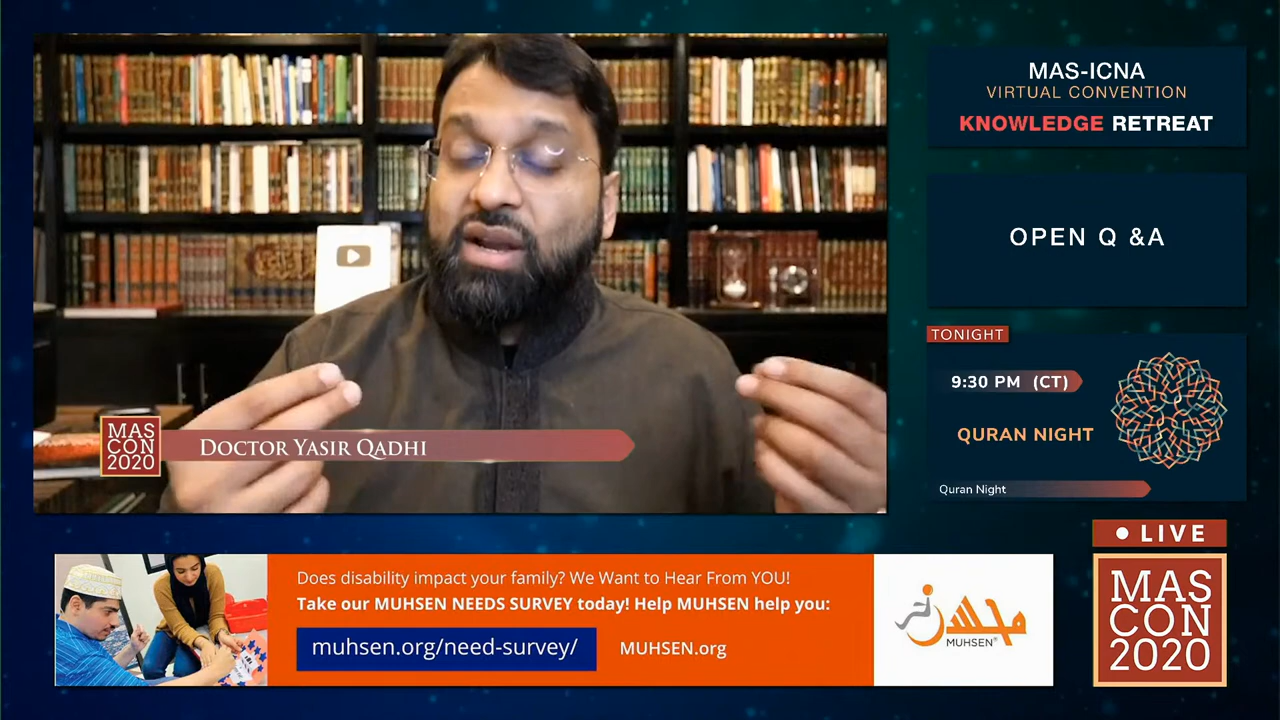 MAS-ICNA
VIRTUAL CONVENTION
KNOWLEDGE RETREAT
OPEN Q &A
TONIGHT
9:30 PM (CT)
QURAN NIGHT
Quran Night
MAS
CON
2020
DOCTOR YASIR QADHI
Does disability impact your family? We Want to Hear From YOU!
Take our MUHSEN NEEDS SURVEY today! Help MUHSEN help you:
muhsen.org/need-survey/
MUHSEN.org
محسن
MUHSEN®
• LIVE
MAS
CON
2020